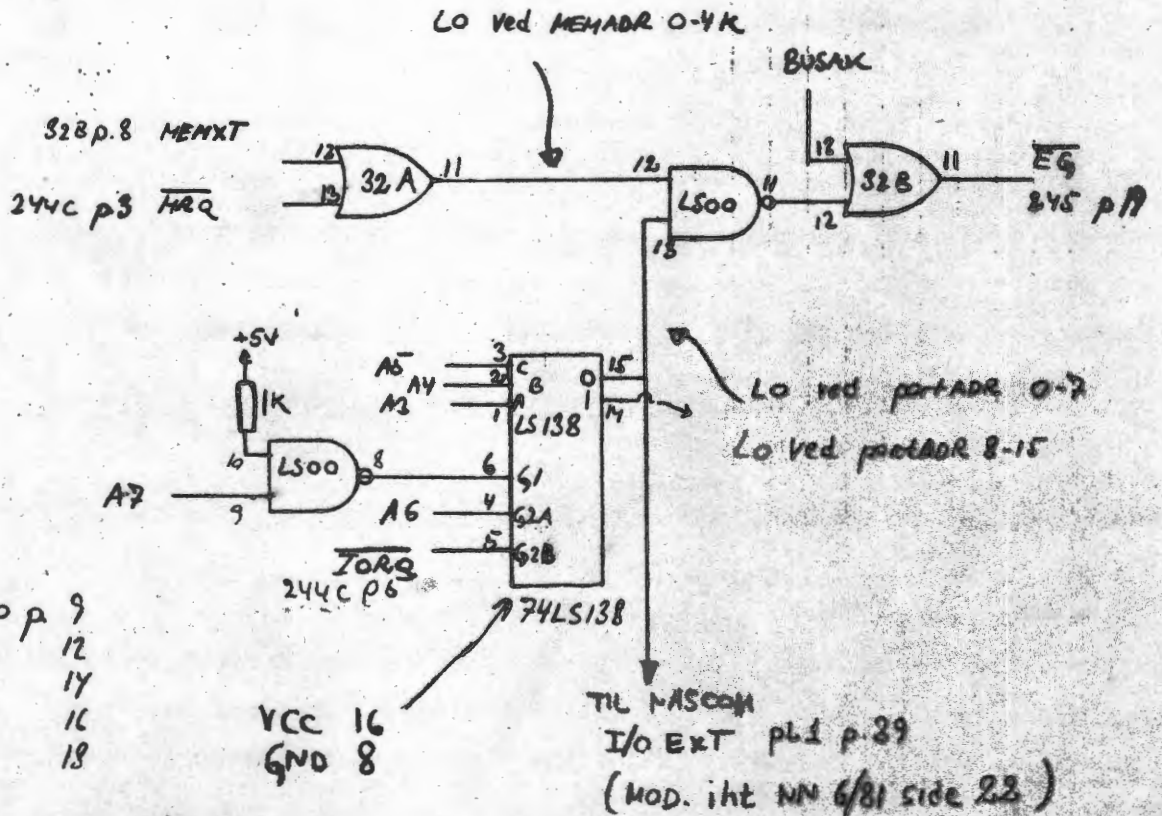 Lo ved MEMADR 0-4K
BUSAK
32B p.8 MEMXT
12
13
32A
11
12
13
LS00
11
18
12
32B
11
EG
244C p3 MRQ
245 p19
+5V
1K
10
9
LS00
8
A7
A5 3 C
A4 2 B
A3 1 A
LS138
0 15
1 14
6 G1
A6 4 G2A
IORQ 5 G2B
244C p6
74LS138
Lo ved portADR 0-7
Lo ved portADR 8-15
p. 9
12
14
16
18
VCC 16
GND 8
TIL NASCOM
I/O EXT pl1 p.39
(MOD. iht NN 6/81 side 22)